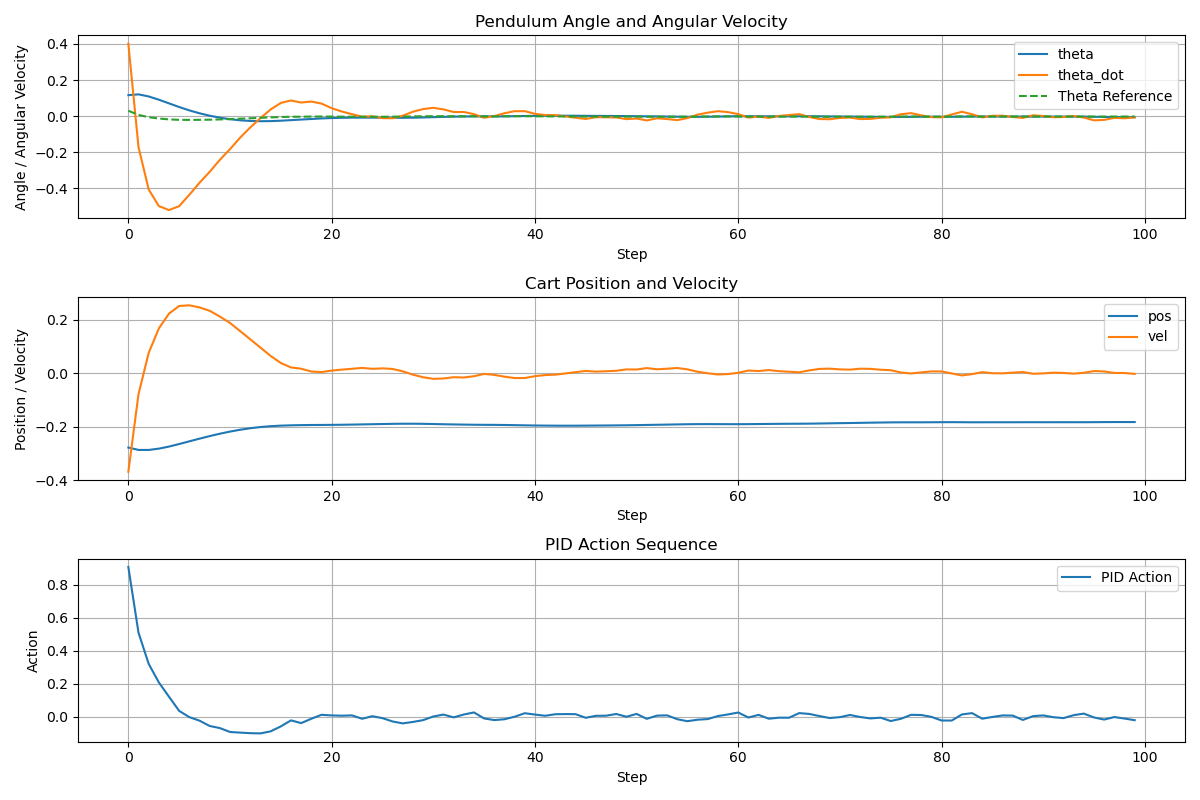 Pendulum Angle and Angular Velocity
Angle / Angular Velocity
0.4
0.2
0.0
−0.2
−0.4
theta
theta_dot
Theta Reference
0 20 40 60 80 100
Step
Cart Position and Velocity
Position / Velocity
0.2
0.0
−0.2
−0.4
pos
vel
0 20 40 60 80 100
Step
PID Action Sequence
Action
0.8
0.6
0.4
0.2
0.0
PID Action
0 20 40 60 80 100
Step